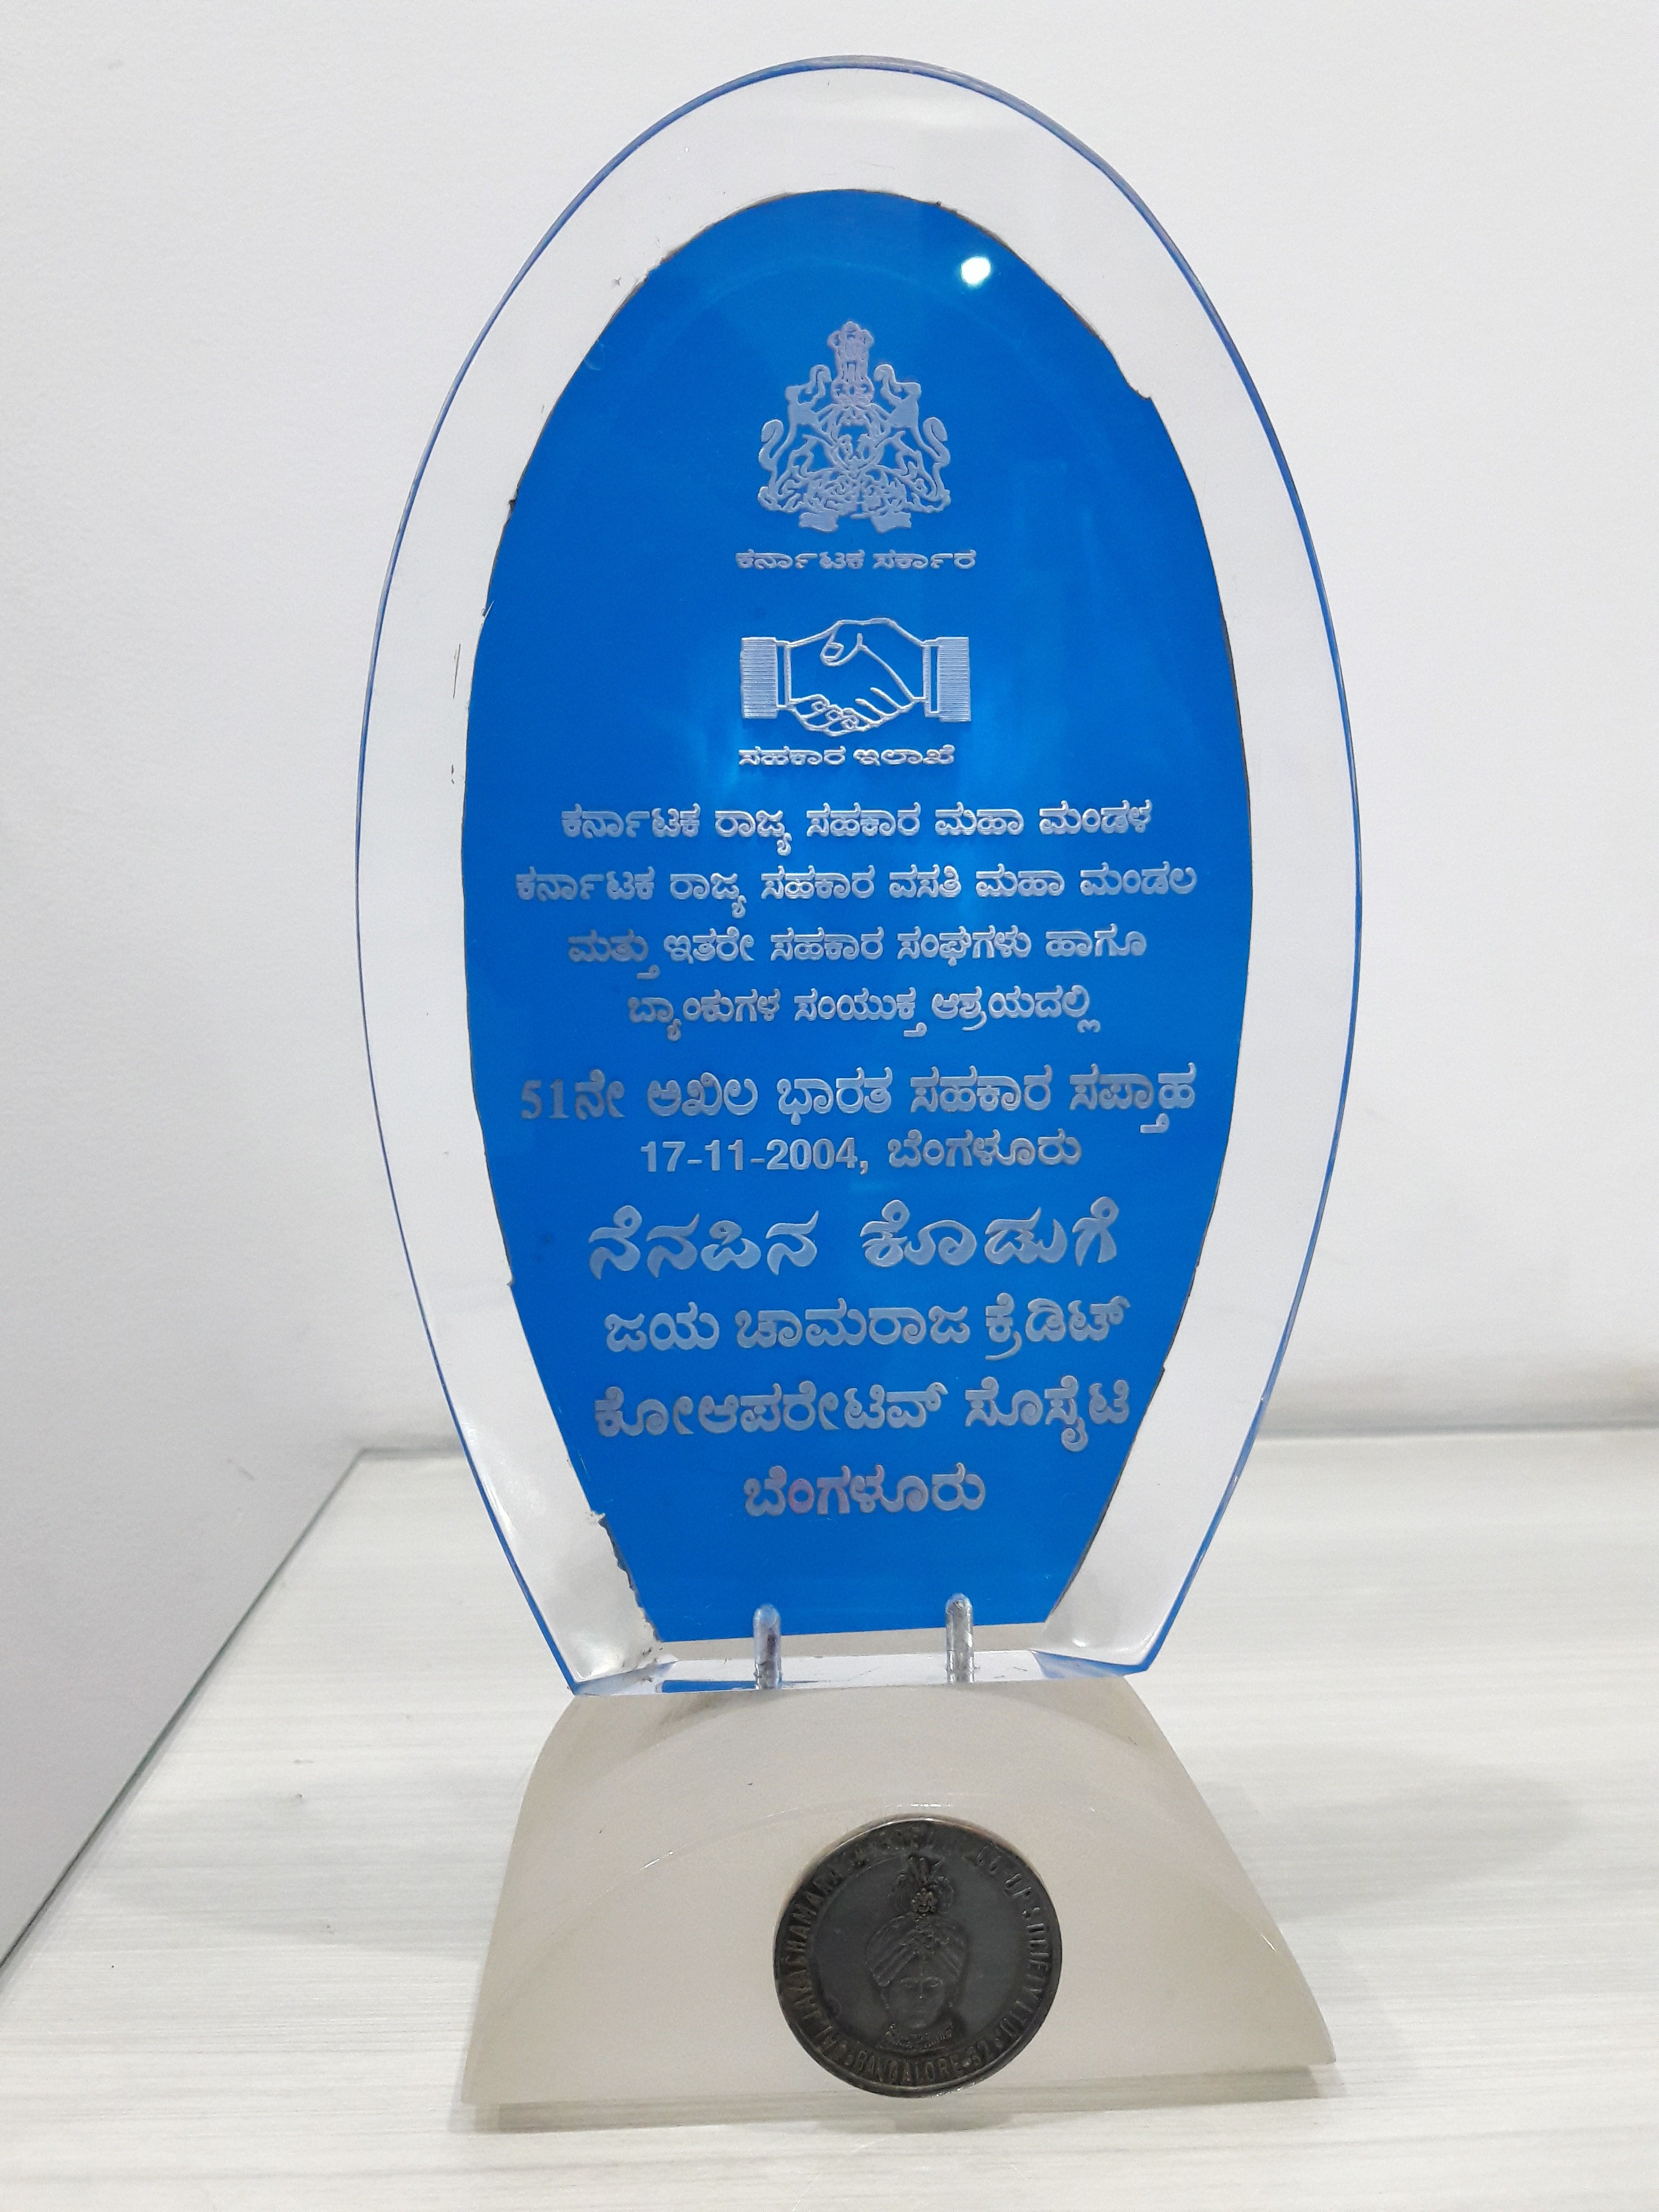 ಕರ್ನಾಟಕ ಸರ್ಕಾರ
ಸಹಕಾರ ಇಲಾಖೆ
ಕರ್ನಾಟಕ ರಾಜ್ಯ ಸಹಕಾರ ಮಹಾ ಮಂಡಳ
ಕರ್ನಾಟಕ ರಾಜ್ಯ ಸಹಕಾರ ವಸತಿ ಮಹಾ ಮಂಡಲ
ಮತ್ತು ಇತರೇ ಸಹಕಾರ ಸಂಘಗಳು ಹಾಗೂ
ಬ್ಯಾಂಕುಗಳ ಸಂಯುಕ್ತ ಆಶ್ರಯದಲ್ಲಿ
51ನೇ ಅಖಿಲ ಭಾರತ ಸಹಕಾರ ಸಪ್ತಾಹ
17-11-2004, ಬೆಂಗಳೂರು
ನೆನಪಿನ ಕೊಡುಗೆ
ಜಯ ಚಾಮರಾಜ ಕ್ರೆಡಿಟ್
ಕೋಆಪರೇಟಿವ್ ಸೊಸೈಟಿ
ಬೆಂಗಳೂರು
BANGALORE